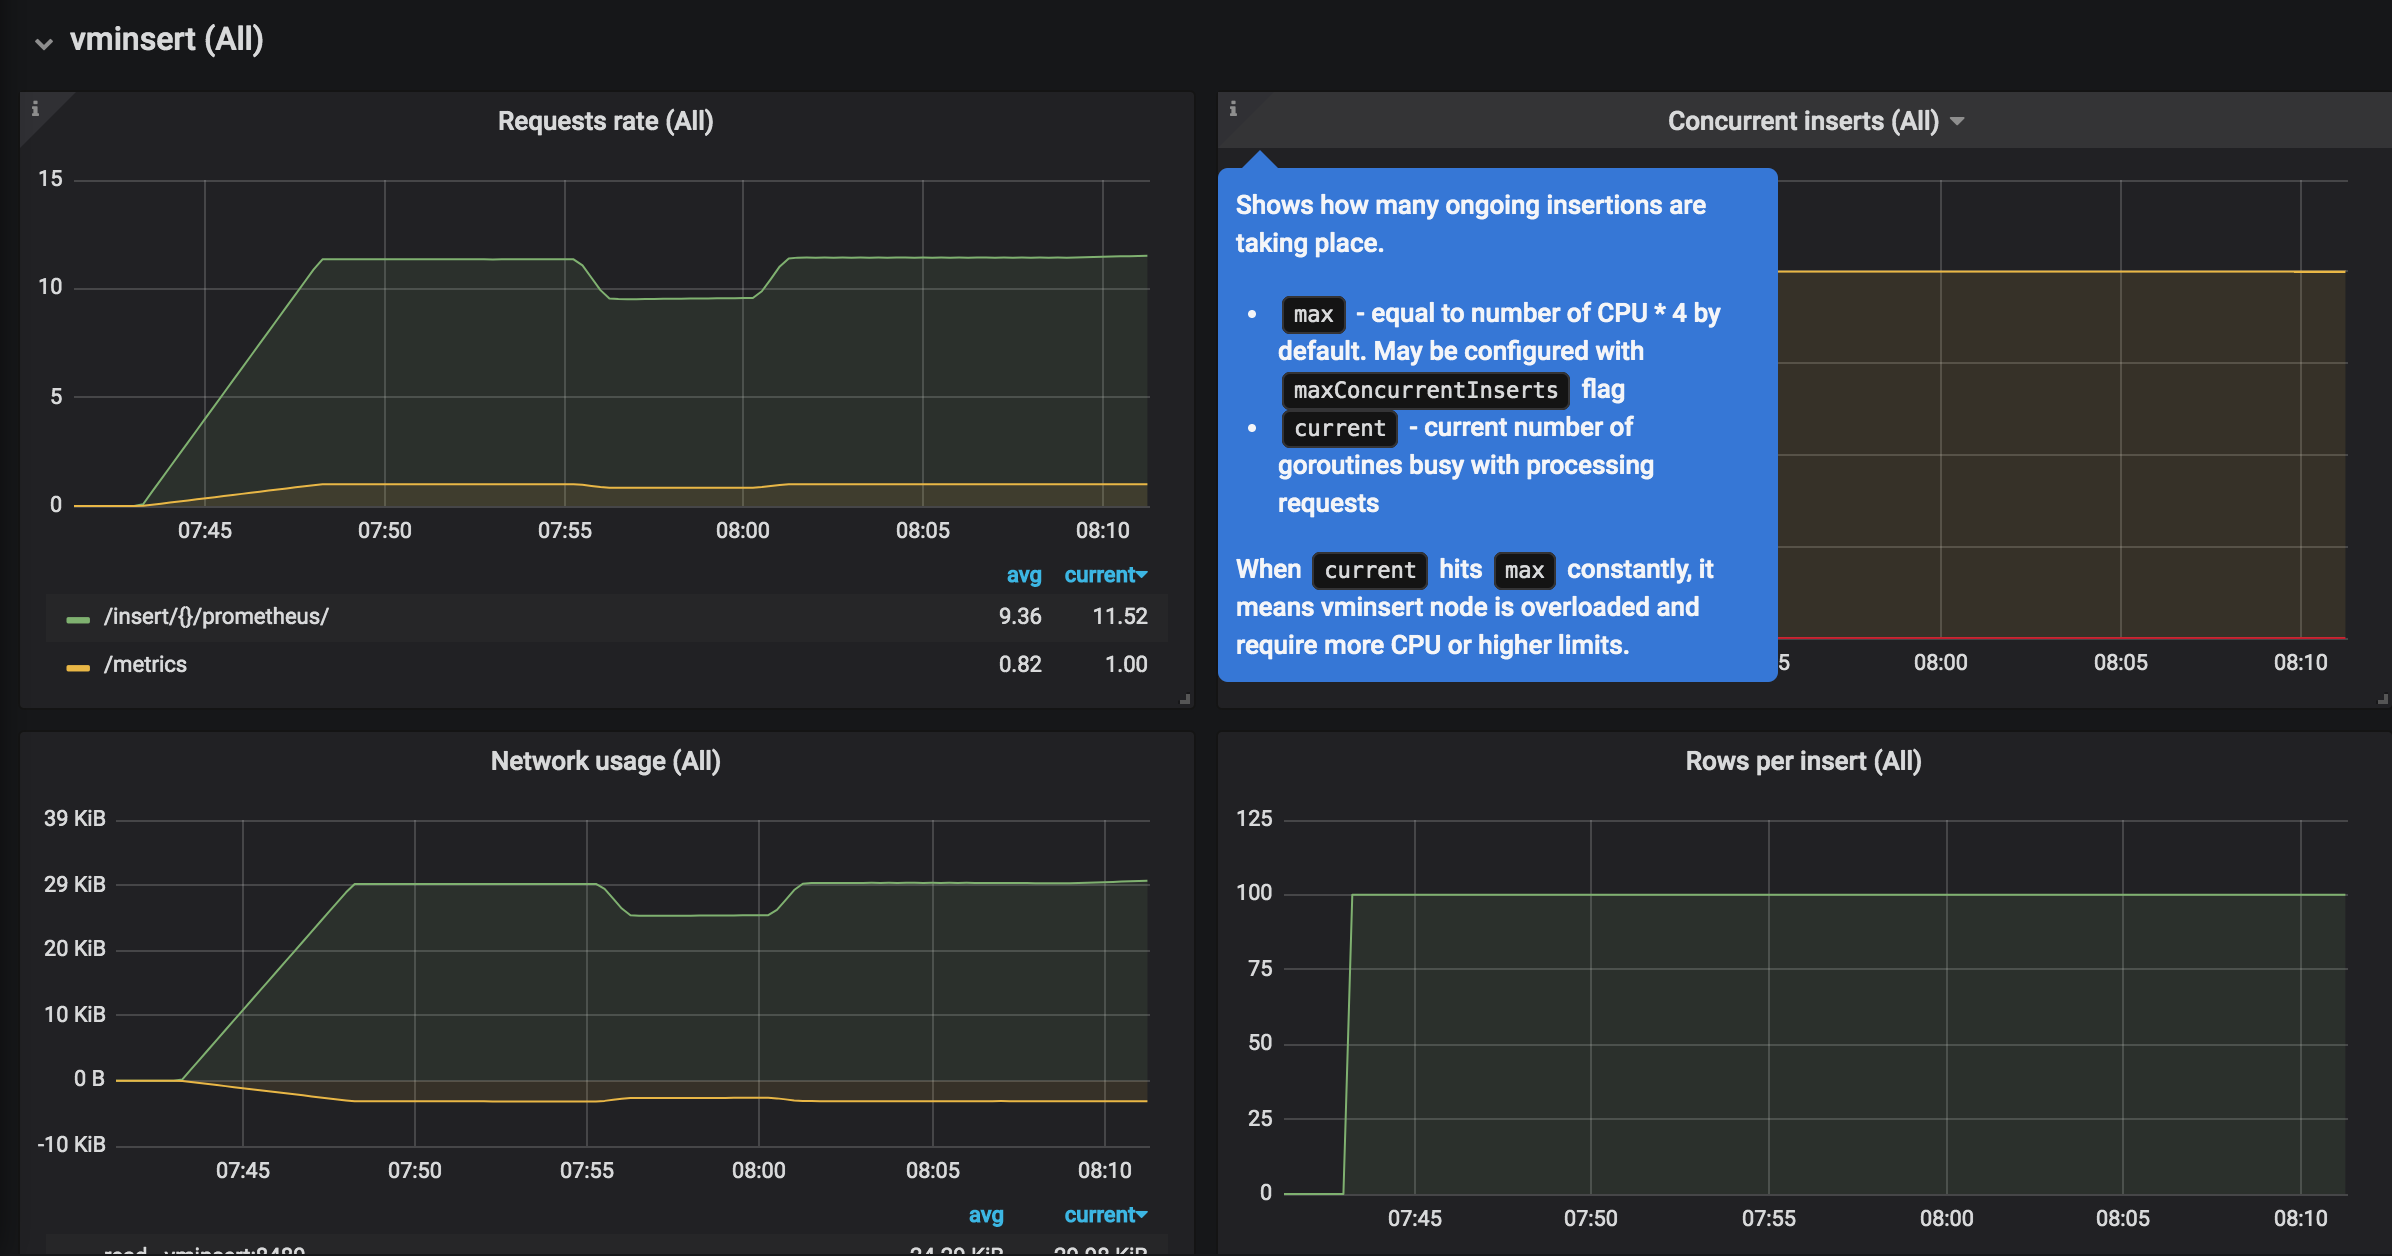 vminsert (All)
Requests rate (All)
15
10
5
0
07:45 07:50 07:55 08:00 08:05 08:10
avg current
/insert/{}/prometheus/ 9.36 11.52
/metrics 0.82 1.00
Concurrent inserts (All)
Shows how many ongoing insertions are
taking place.
• max - equal to number of CPU * 4 by
default. May be configured with
maxConcurrentInserts flag
• current - current number of
goroutines busy with processing
requests
When current hits max constantly, it
means vminsert node is overloaded and
require more CPU or higher limits.
5 08:00 08:05 08:10
Network usage (All)
39 KiB
29 KiB
20 KiB
10 KiB
0 B
-10 KiB
07:45 07:50 07:55 08:00 08:05 08:10
avg current
Rows per insert (All)
125
100
75
50
25
0
07:45 07:50 07:55 08:00 08:05 08:10